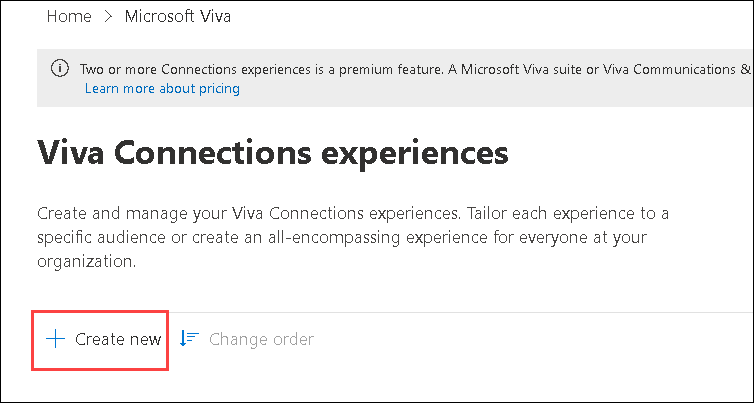 Home > Microsoft Viva
Two or more Connections experiences is a premium feature. A Microsoft Viva suite or Viva Communications &
Learn more about pricing
Viva Connections experiences
Create and manage your Viva Connections experiences. Tailor each experience to a
specific audience or create an all-encompassing experience for everyone at your
organization.
Create new Change order